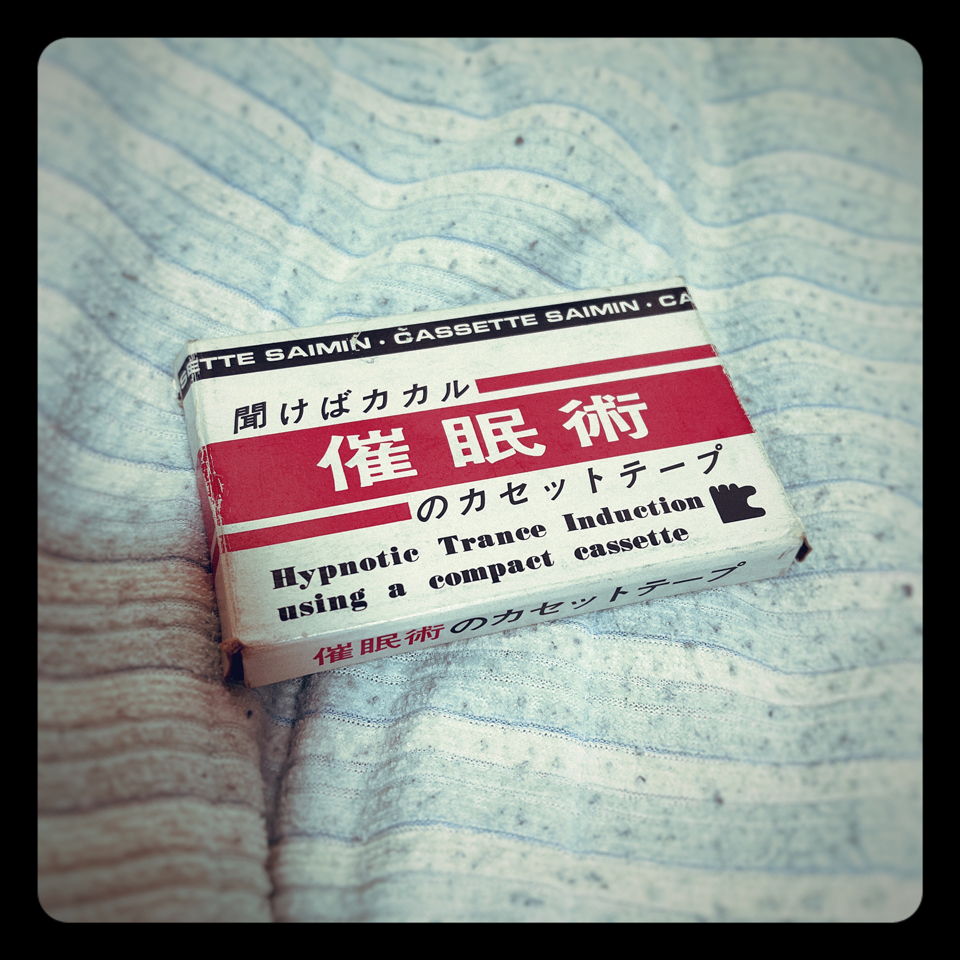 TTE SAIMIN · CASSETTE SAIMIN · CA
聞けばカカル
催眠術
のカセットテープ
Hypnotic Trance Induction
using a compact cassette
催眠術のカセットテープ